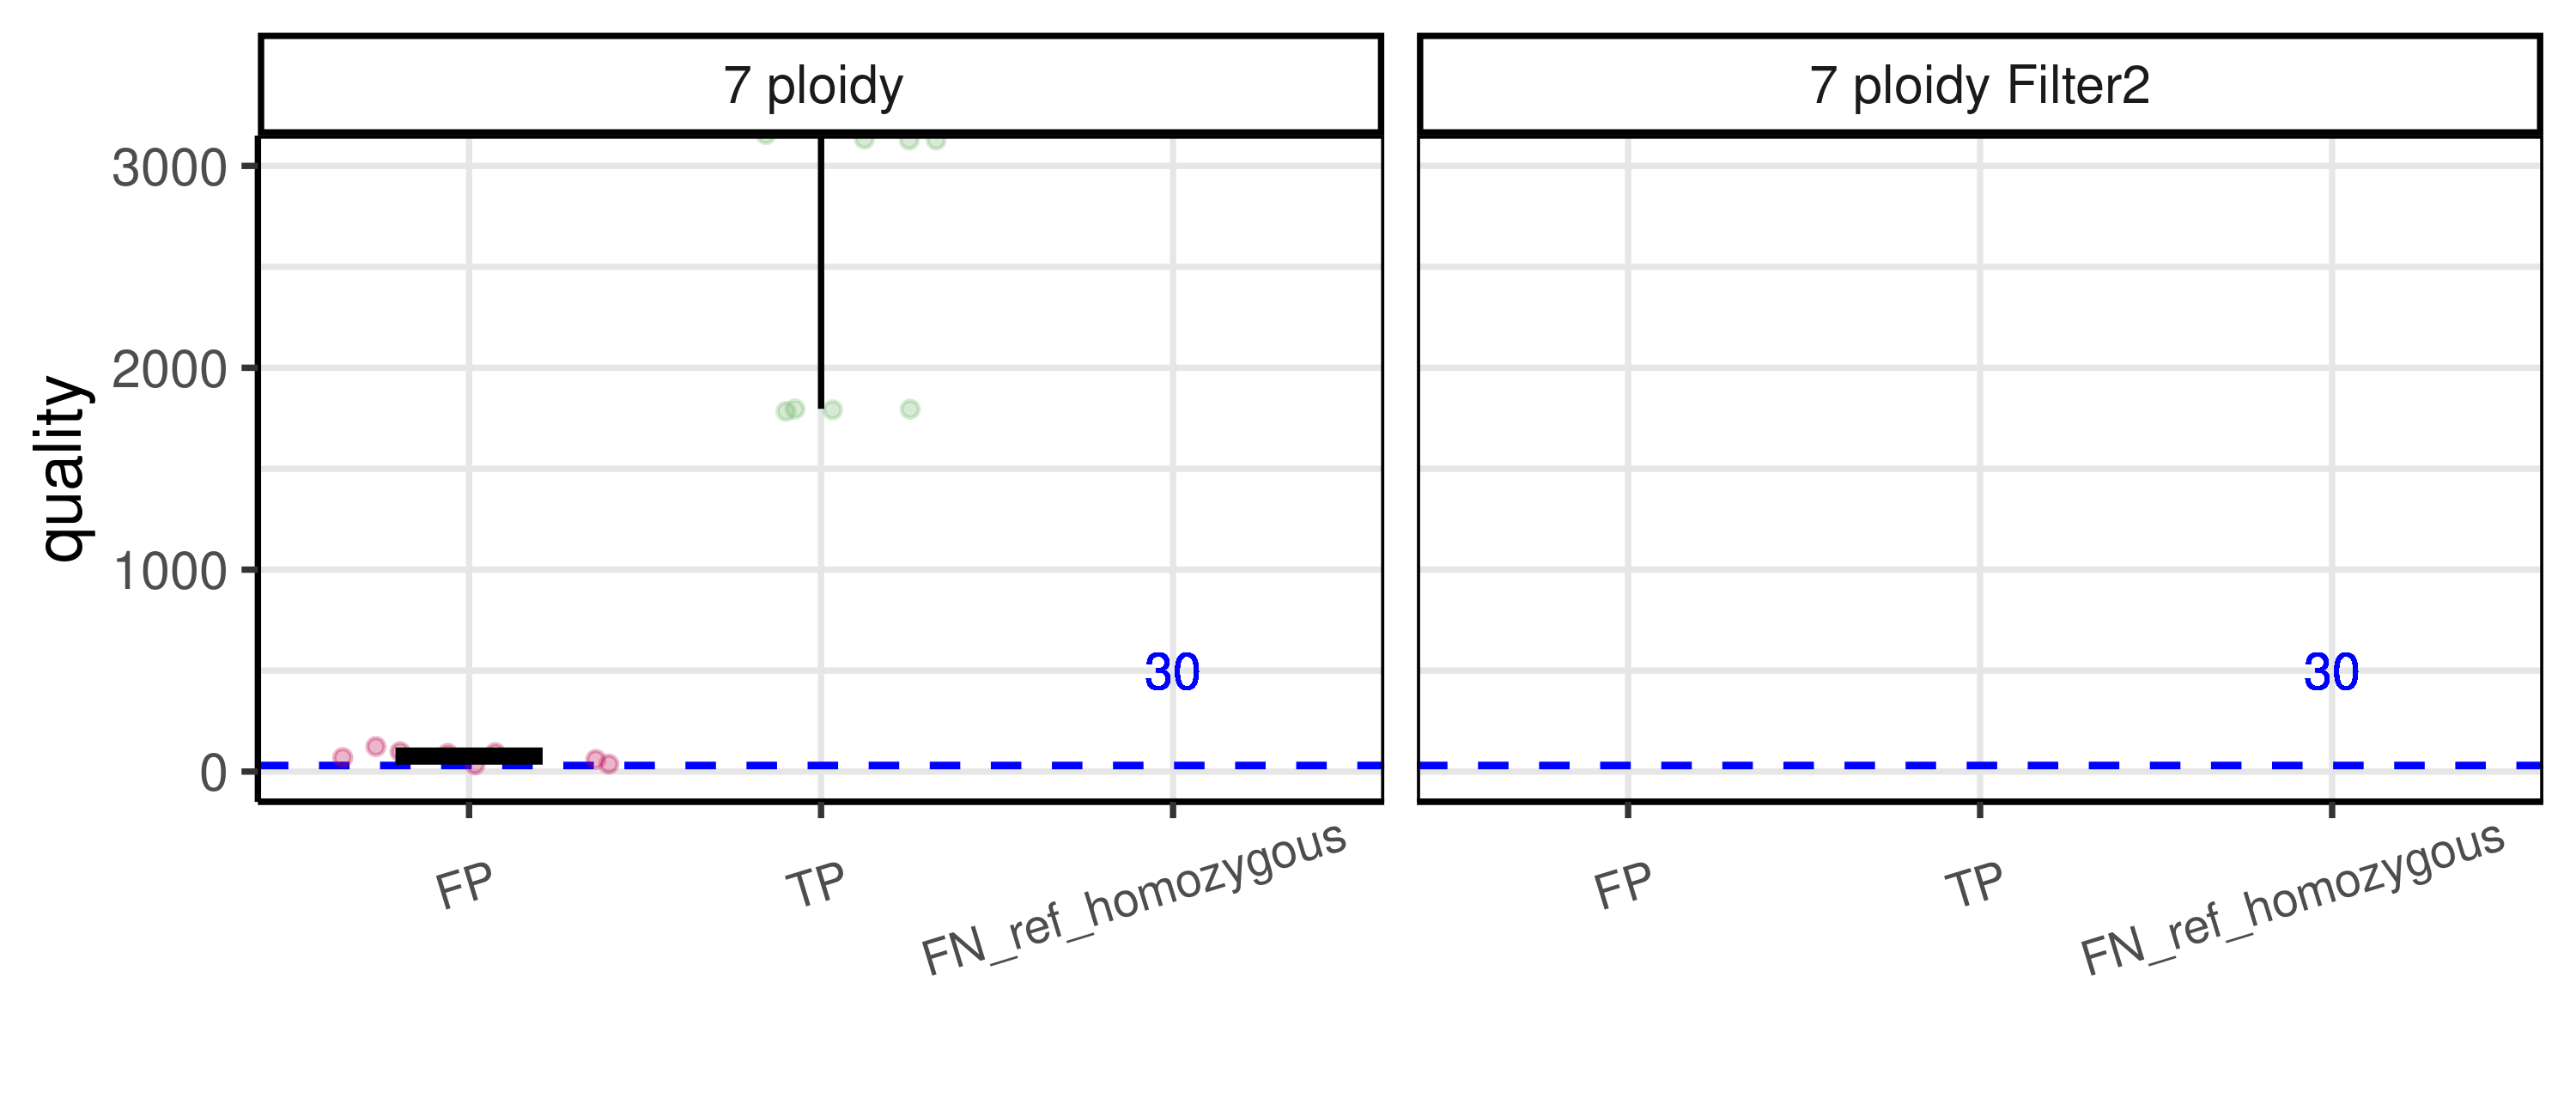 7 ploidy
7 ploidy Filter2
quality
3000
2000
1000
0
30
30
FP
TP
FN_ref_homozygous
FP
TP
FN_ref_homozygous